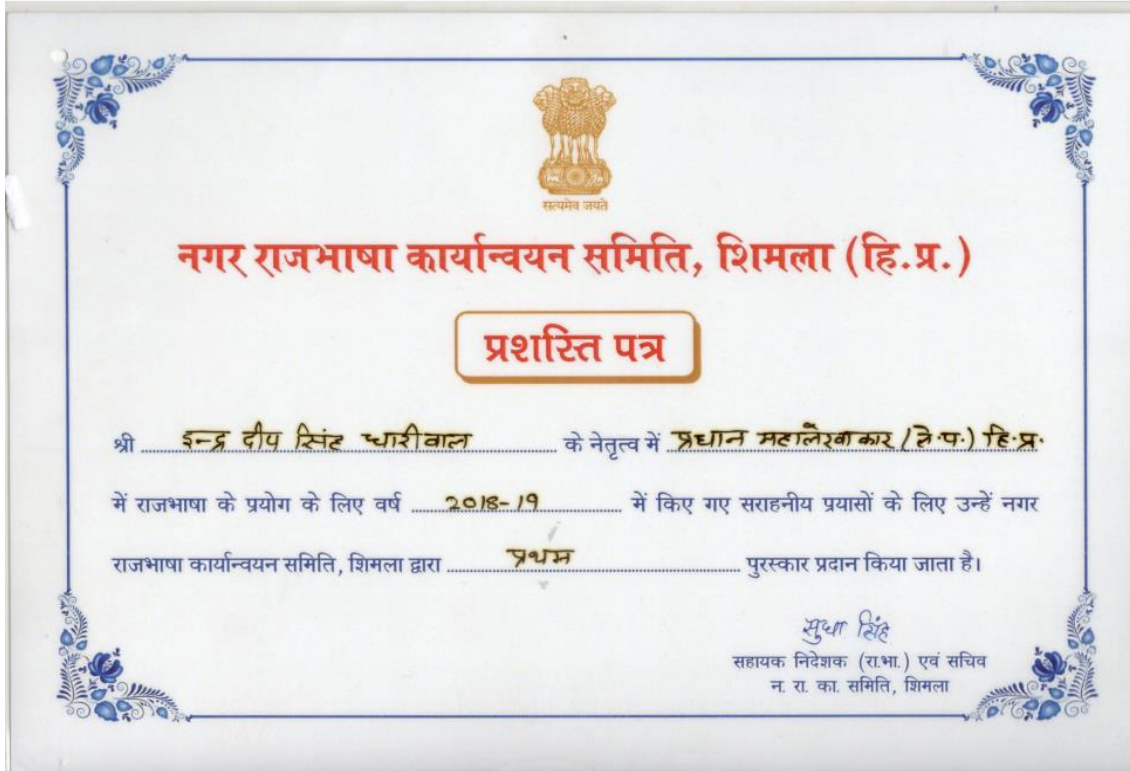 सत्यमेव जयते
नगर राजभाषा कार्यान्वयन समिति, शिमला (हि.प्र.)
प्रशस्ति पत्र
श्री इन्द्र दीप सिंह धारीवाल के नेतृत्व में प्रधान महालेखाकार (ले.प.) हि.प्र.
में राजभाषा के प्रयोग के लिए वर्ष 2018-19 में किए गए सराहनीय प्रयासों के लिए उन्हें नगर
राजभाषा कार्यान्वयन समिति, शिमला द्वारा प्रथम पुरस्कार प्रदान किया जाता है।
सुधा सिंह
सहायक निदेशक (रा.भा.) एवं सचिव
न. रा. का. समिति, शिमला